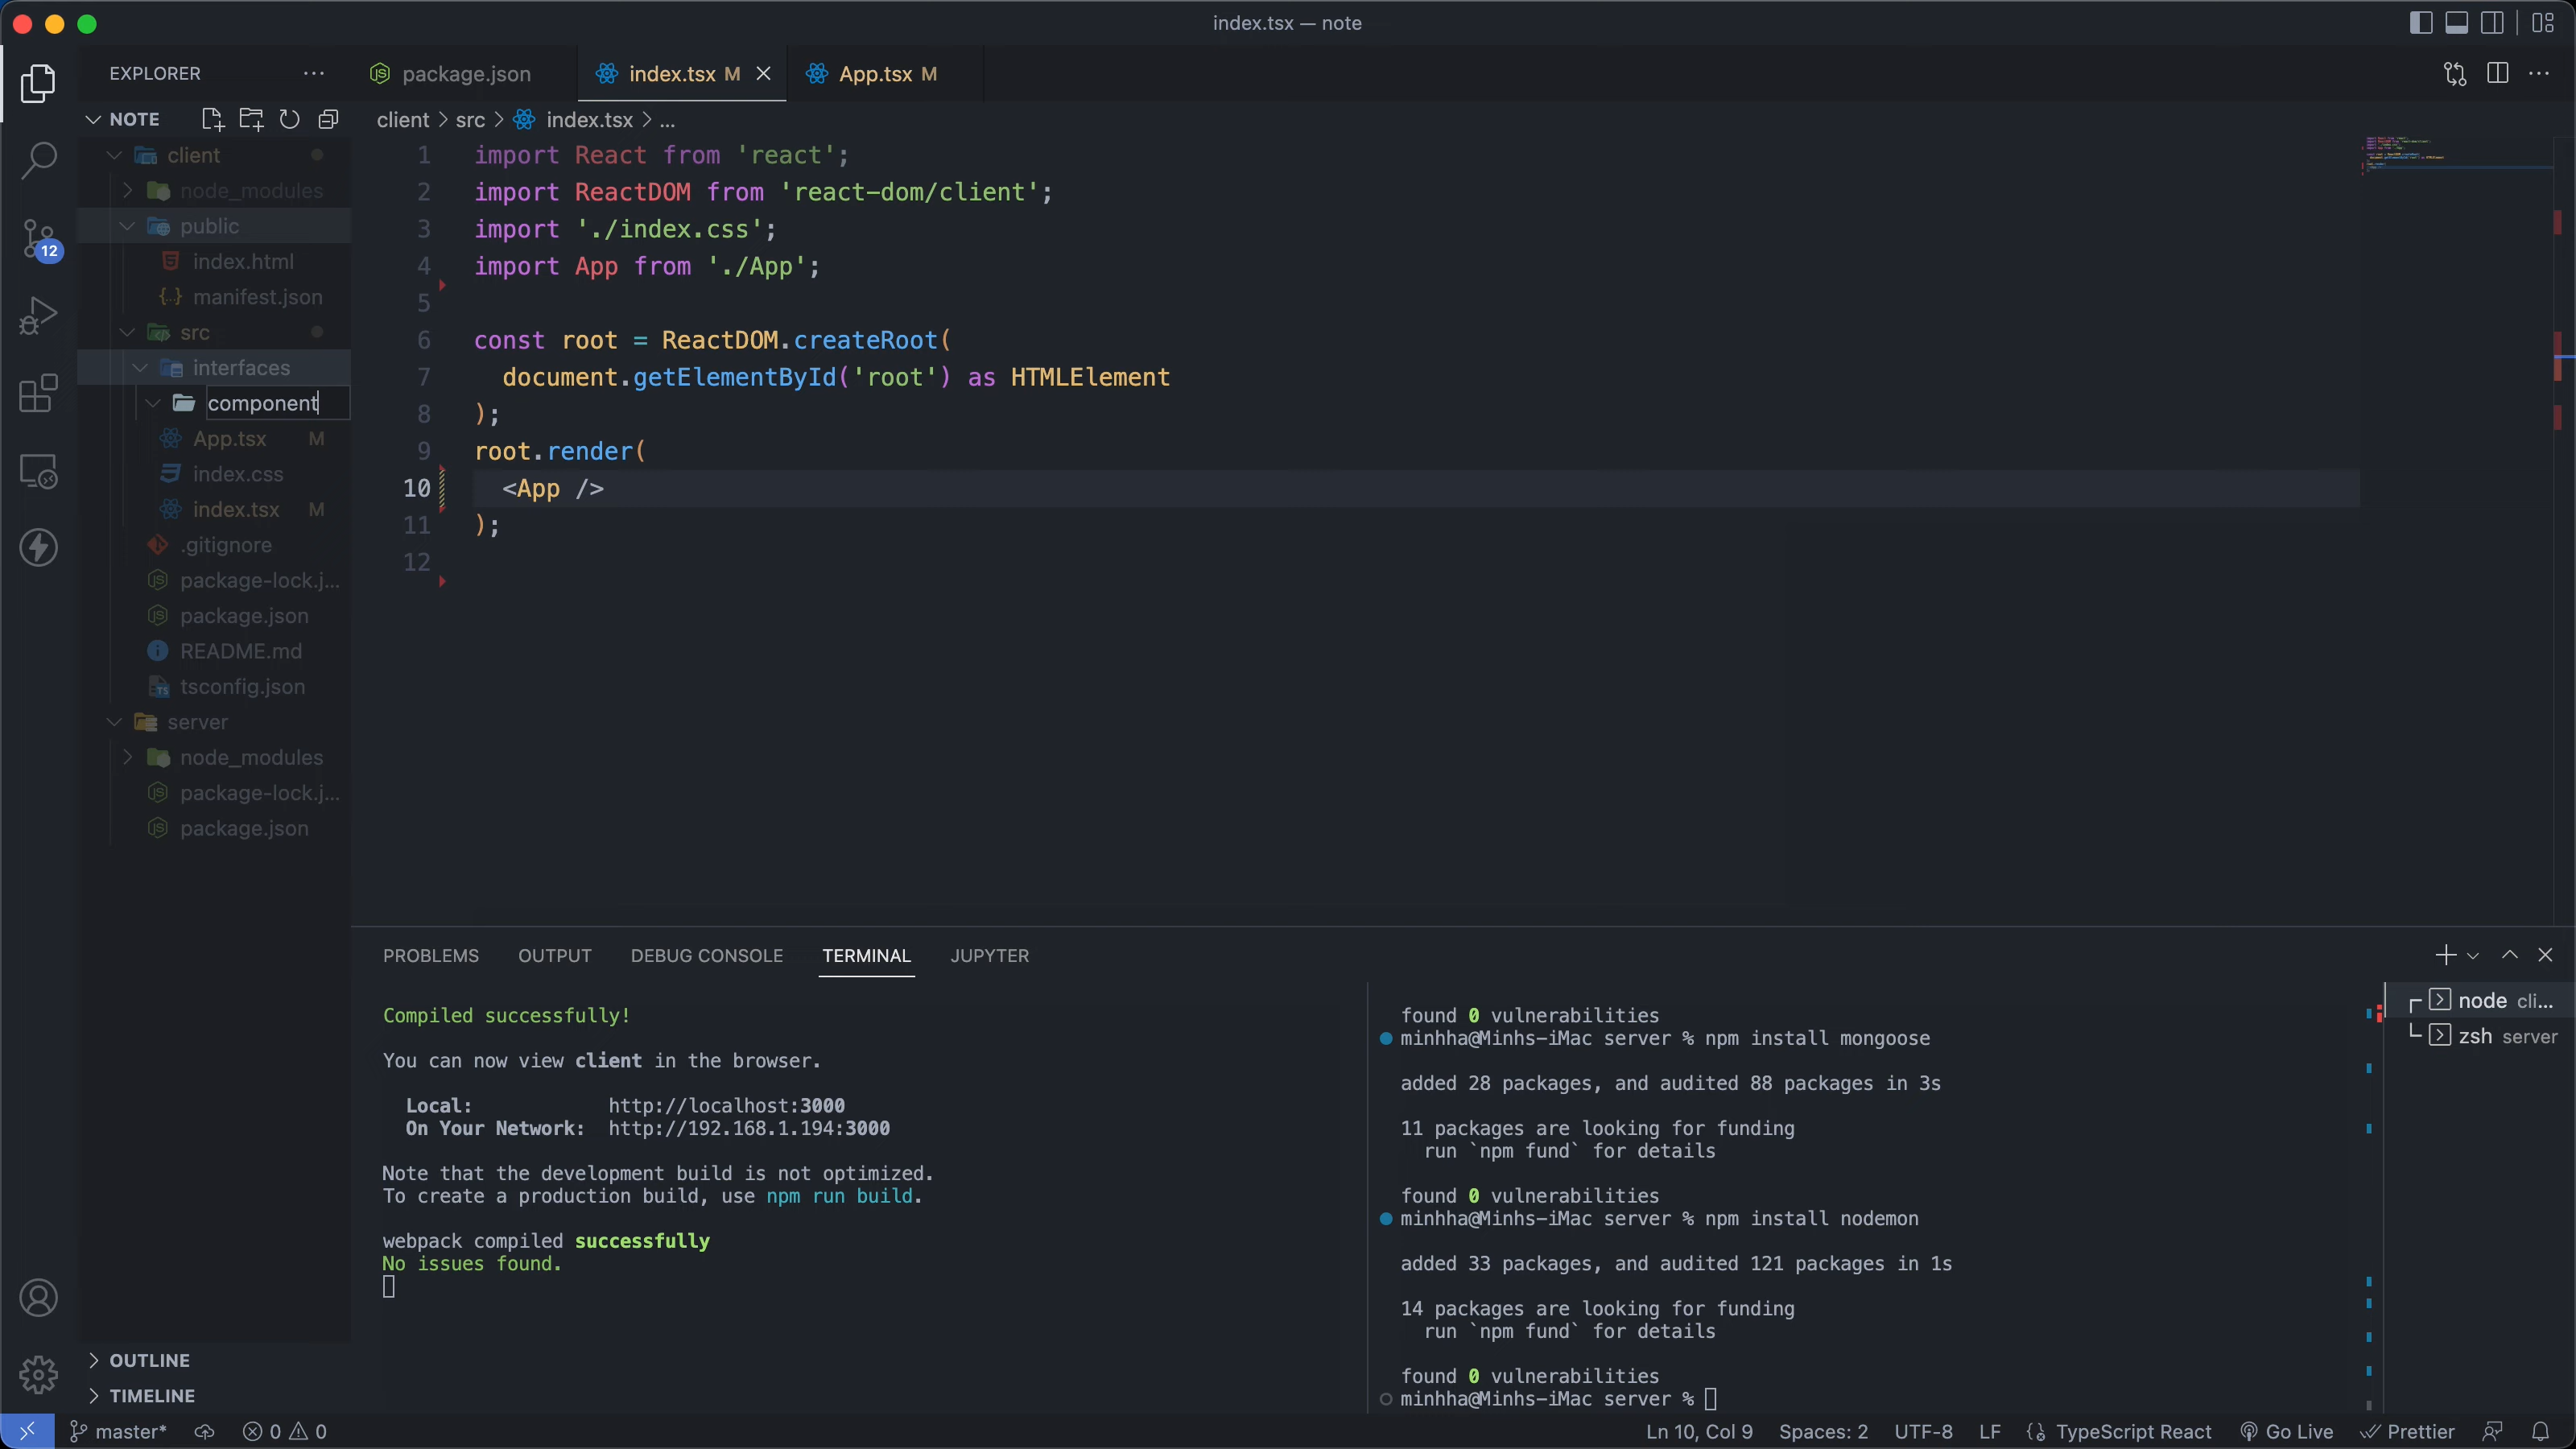 index.tsx — note
EXPLORER
package.json
index.tsx M
App.tsx M
NOTE
client > src > index.tsx > ...
client
node_modules
public
index.html
manifest.json
src
interfaces
component
App.tsx M
index.css
index.tsx M
.gitignore
package-lock.j...
package.json
README.md
tsconfig.json
server
node_modules
package-lock.j...
package.json
OUTLINE
TIMELINE
12
1 import React from 'react';
2 import ReactDOM from 'react-dom/client';
3 import './index.css';
4 import App from './App';
5
6 const root = ReactDOM.createRoot(
7 document.getElementById('root') as HTMLElement
8 );
9 root.render(
10 <App />
11 );
12
PROBLEMS OUTPUT DEBUG CONSOLE TERMINAL JUPYTER
Compiled successfully!
You can now view client in the browser.
Local: http://localhost:3000
On Your Network: http://192.168.1.194:3000
Note that the development build is not optimized.
To create a production build, use npm run build.
webpack compiled successfully
No issues found.
found 0 vulnerabilities
minhha@Minhs-iMac server % npm install mongoose
added 28 packages, and audited 88 packages in 3s
11 packages are looking for funding
run `npm fund` for details
found 0 vulnerabilities
minhha@Minhs-iMac server % npm install nodemon
added 33 packages, and audited 121 packages in 1s
14 packages are looking for funding
run `npm fund` for details
found 0 vulnerabilities
minhha@Minhs-iMac server %
node cli...
zsh server
master* 0 0 Ln 10, Col 9 Spaces: 2 UTF-8 LF TypeScript React Go Live Prettier